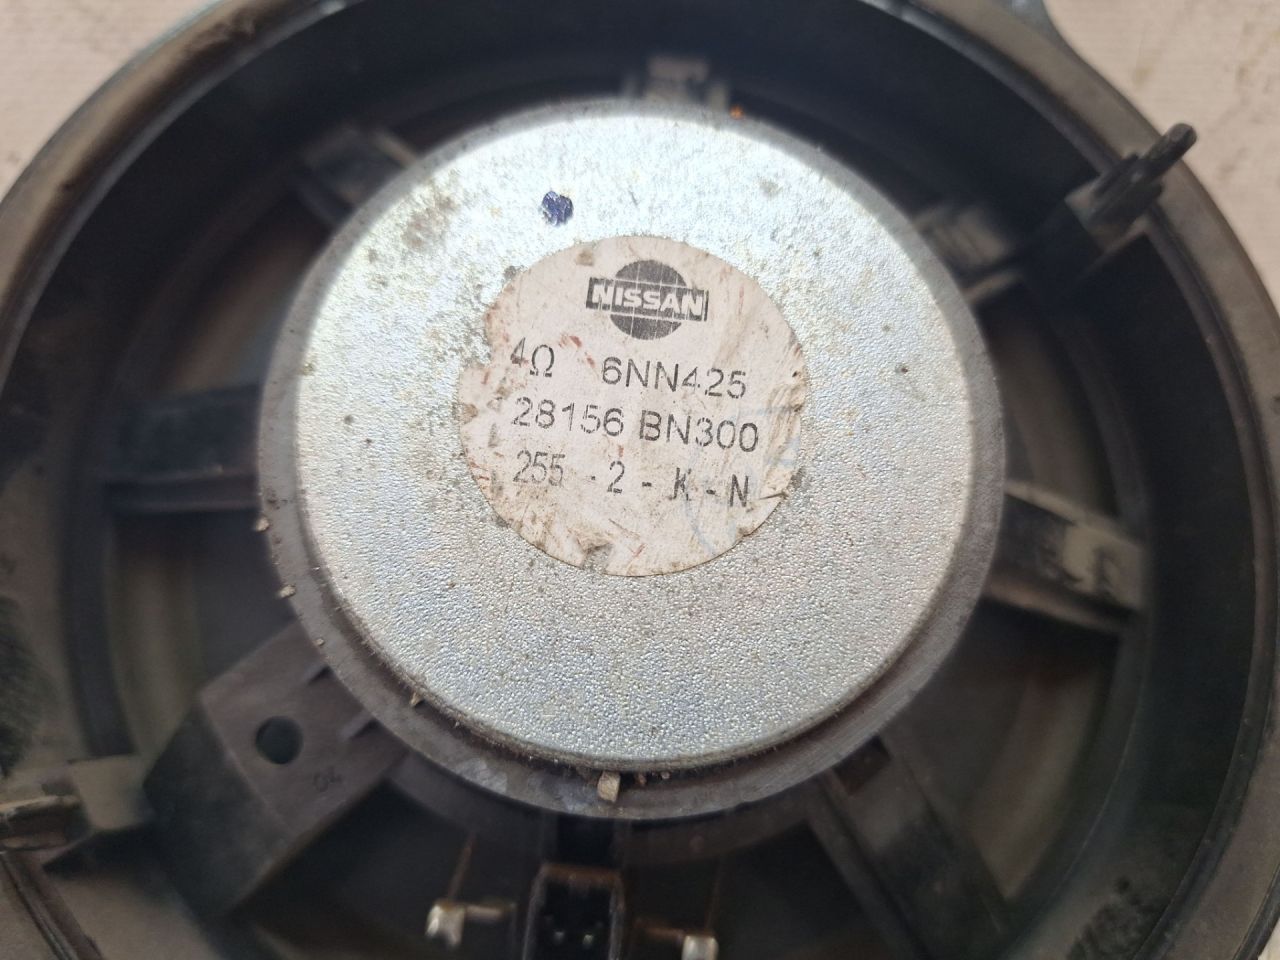 NISSAN
4Ω 6NN425
28156 BN300
255 - 2 - K - N